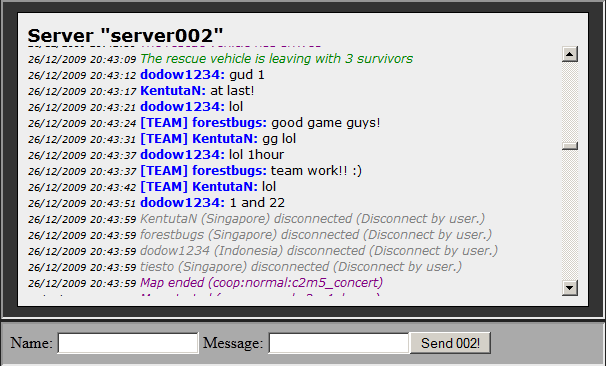 Server "server002"
26/12/2009 20:43:09 The rescue vehicle is leaving with 3 survivors
26/12/2009 20:43:12 dodow1234: gud 1
26/12/2009 20:43:17 KentutaN: at last!
26/12/2009 20:43:21 dodow1234: lol
26/12/2009 20:43:24 [TEAM] forestbugs: good game guys!
26/12/2009 20:43:31 [TEAM] KentutaN: gg lol
26/12/2009 20:43:37 dodow1234: lol 1hour
26/12/2009 20:43:37 [TEAM] forestbugs: team work!! :)
26/12/2009 20:43:42 [TEAM] KentutaN: lol
26/12/2009 20:43:51 dodow1234: 1 and 22
26/12/2009 20:43:59 KentutaN (Singapore) disconnected (Disconnect by user.)
26/12/2009 20:43:59 forestbugs (Singapore) disconnected (Disconnect by user.)
26/12/2009 20:43:59 dodow1234 (Indonesia) disconnected (Disconnect by user.)
26/12/2009 20:43:59 tiesto (Singapore) disconnected (Disconnect by user.)
26/12/2009 20:43:59 Map ended (coop:normal:c2m5_concert)
Name: Message: Send 002!